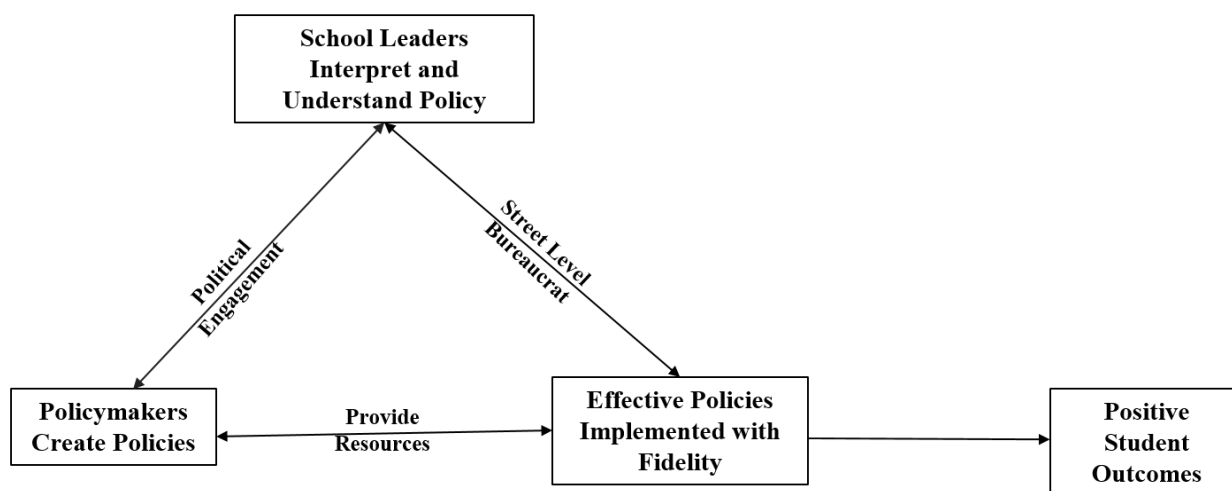 School Leaders
Interpret and
Understand Policy
Political
Engagement
Street Level
Bureaucrat
Policymakers
Create Policies
Provide
Resources
Effective Policies
Implemented with
Fidelity
Positive
Student
Outcomes